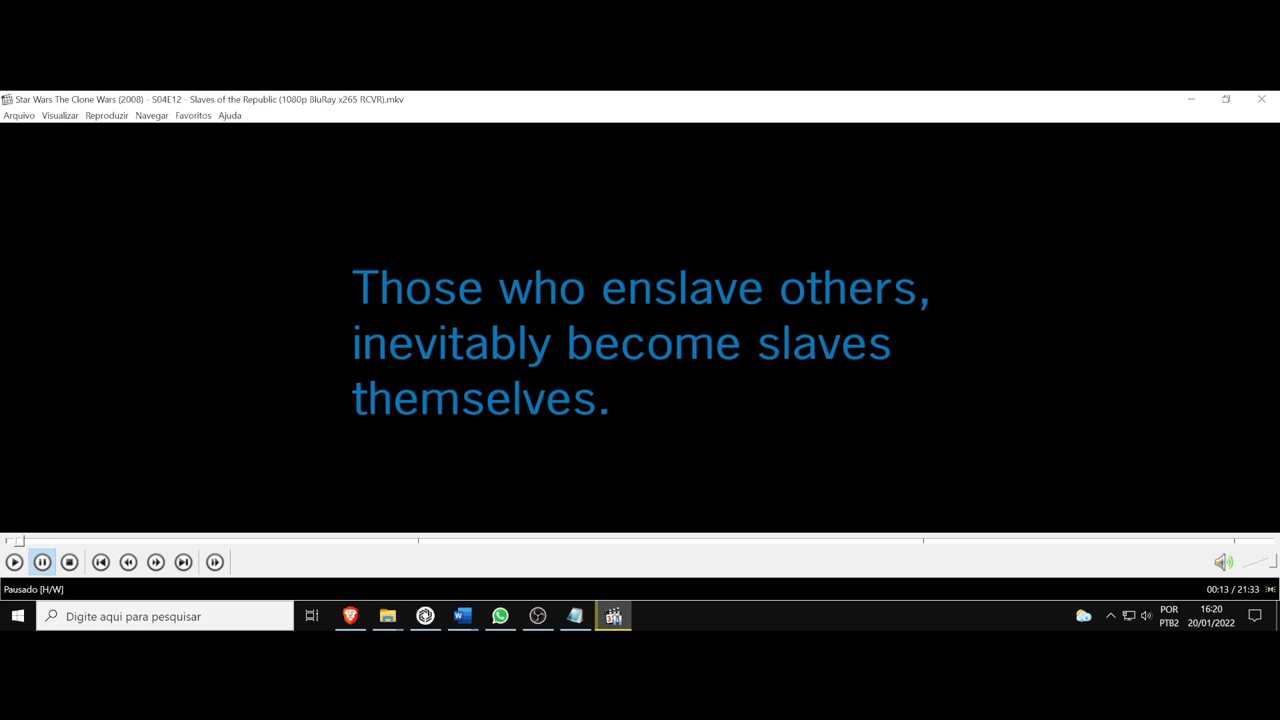 Star Wars The Clone Wars (2008) - S04E12 - Slaves of the Republic (1080p BluRay x265 RCVR).mkv
Arquivo Visualizar Reproduzir Navegar Favoritos Ajuda
Those who enslave others,
inevitably become slaves
themselves.
Pausado [H/W]
00:13 / 21:33
Digite aqui para pesquisar
POR
PTB2
16:20
20/01/2022